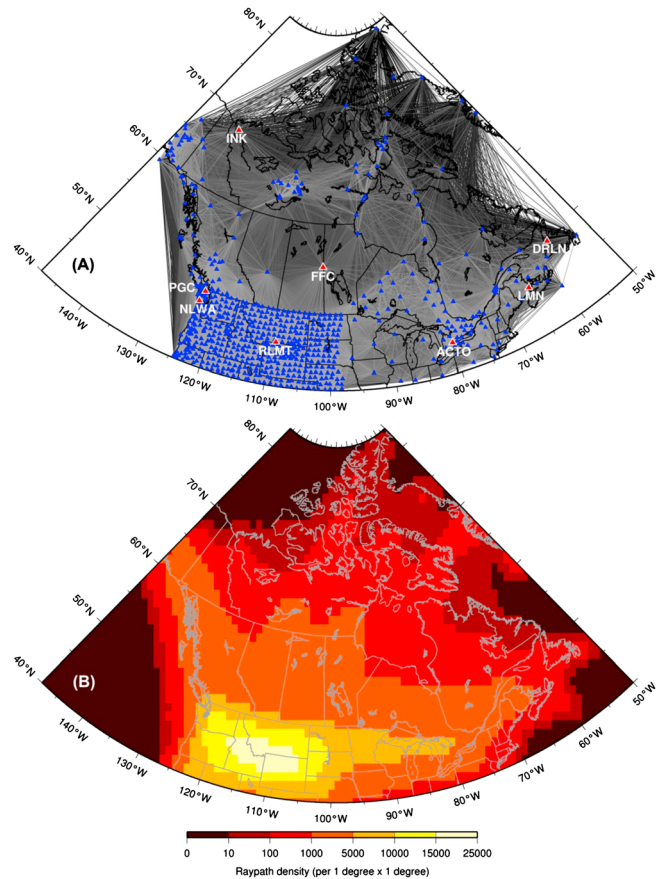 80°N
70°N
60°N
50°N
40°N
INK
(A)
PGC
NLWA
FFC
RLMT
ACTO
DRLN
LMN
50°W
60°W
70°W
80°W
90°W
100°W
110°W
120°W
130°W
140°W
80°N
70°N
60°N
50°N
40°N
(B)
50°W
60°W
70°W
80°W
90°W
100°W
110°W
120°W
130°W
140°W
0 10 100 1000 5000 10000 15000 25000
Raypath density (per 1 degree x 1 degree)